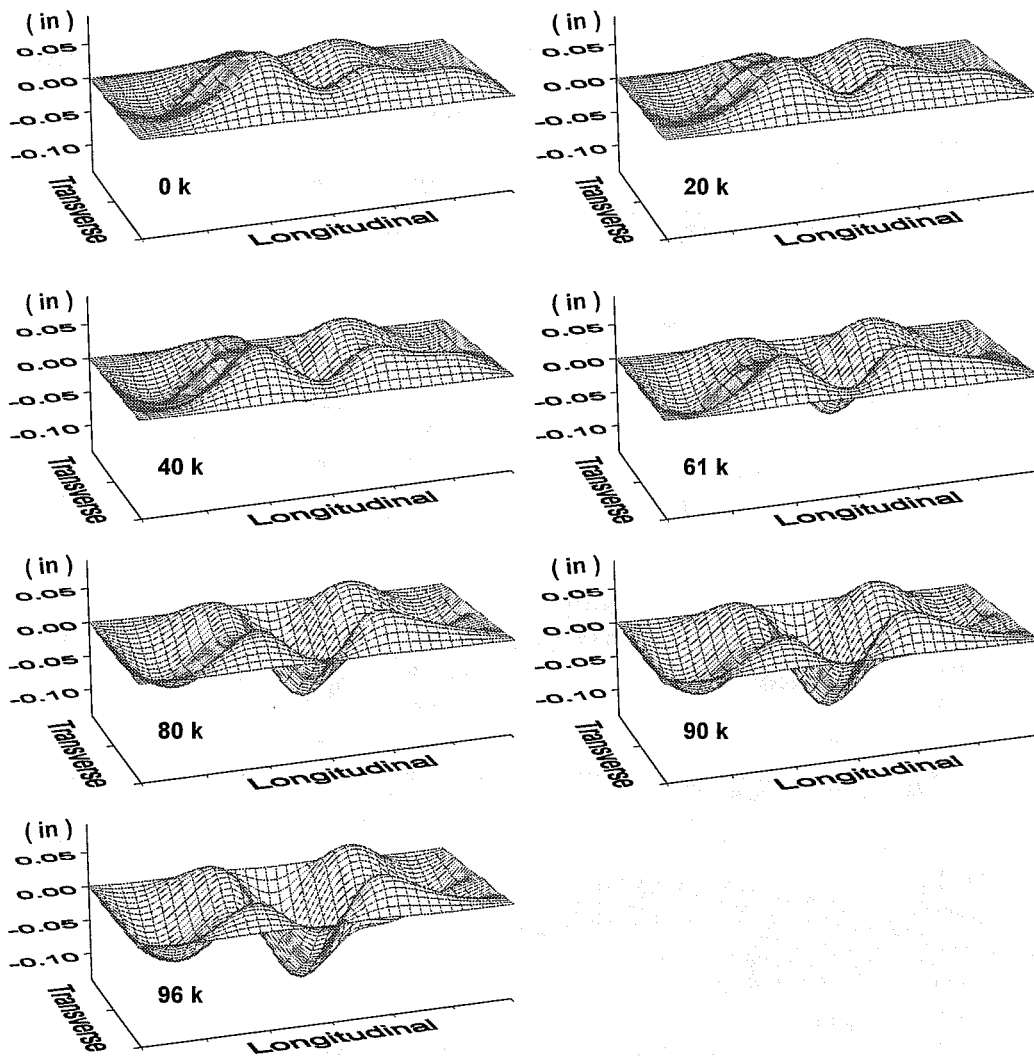 ( in )
0.05
0.00
-0.05
-0.10
Transverse
0 k
Longitudinal
( in )
0.05
0.00
-0.05
-0.10
Transverse
20 k
Longitudinal
( in )
0.05
0.00
-0.05
-0.10
Transverse
40 k
Longitudinal
( in )
0.05
0.00
-0.05
-0.10
Transverse
61 k
Longitudinal
( in )
0.05
0.00
-0.05
-0.10
Transverse
80 k
Longitudinal
( in )
0.05
0.00
-0.05
-0.10
Transverse
90 k
Longitudinal
( in )
0.05
0.00
-0.05
-0.10
Transverse
96 k
Longitudinal